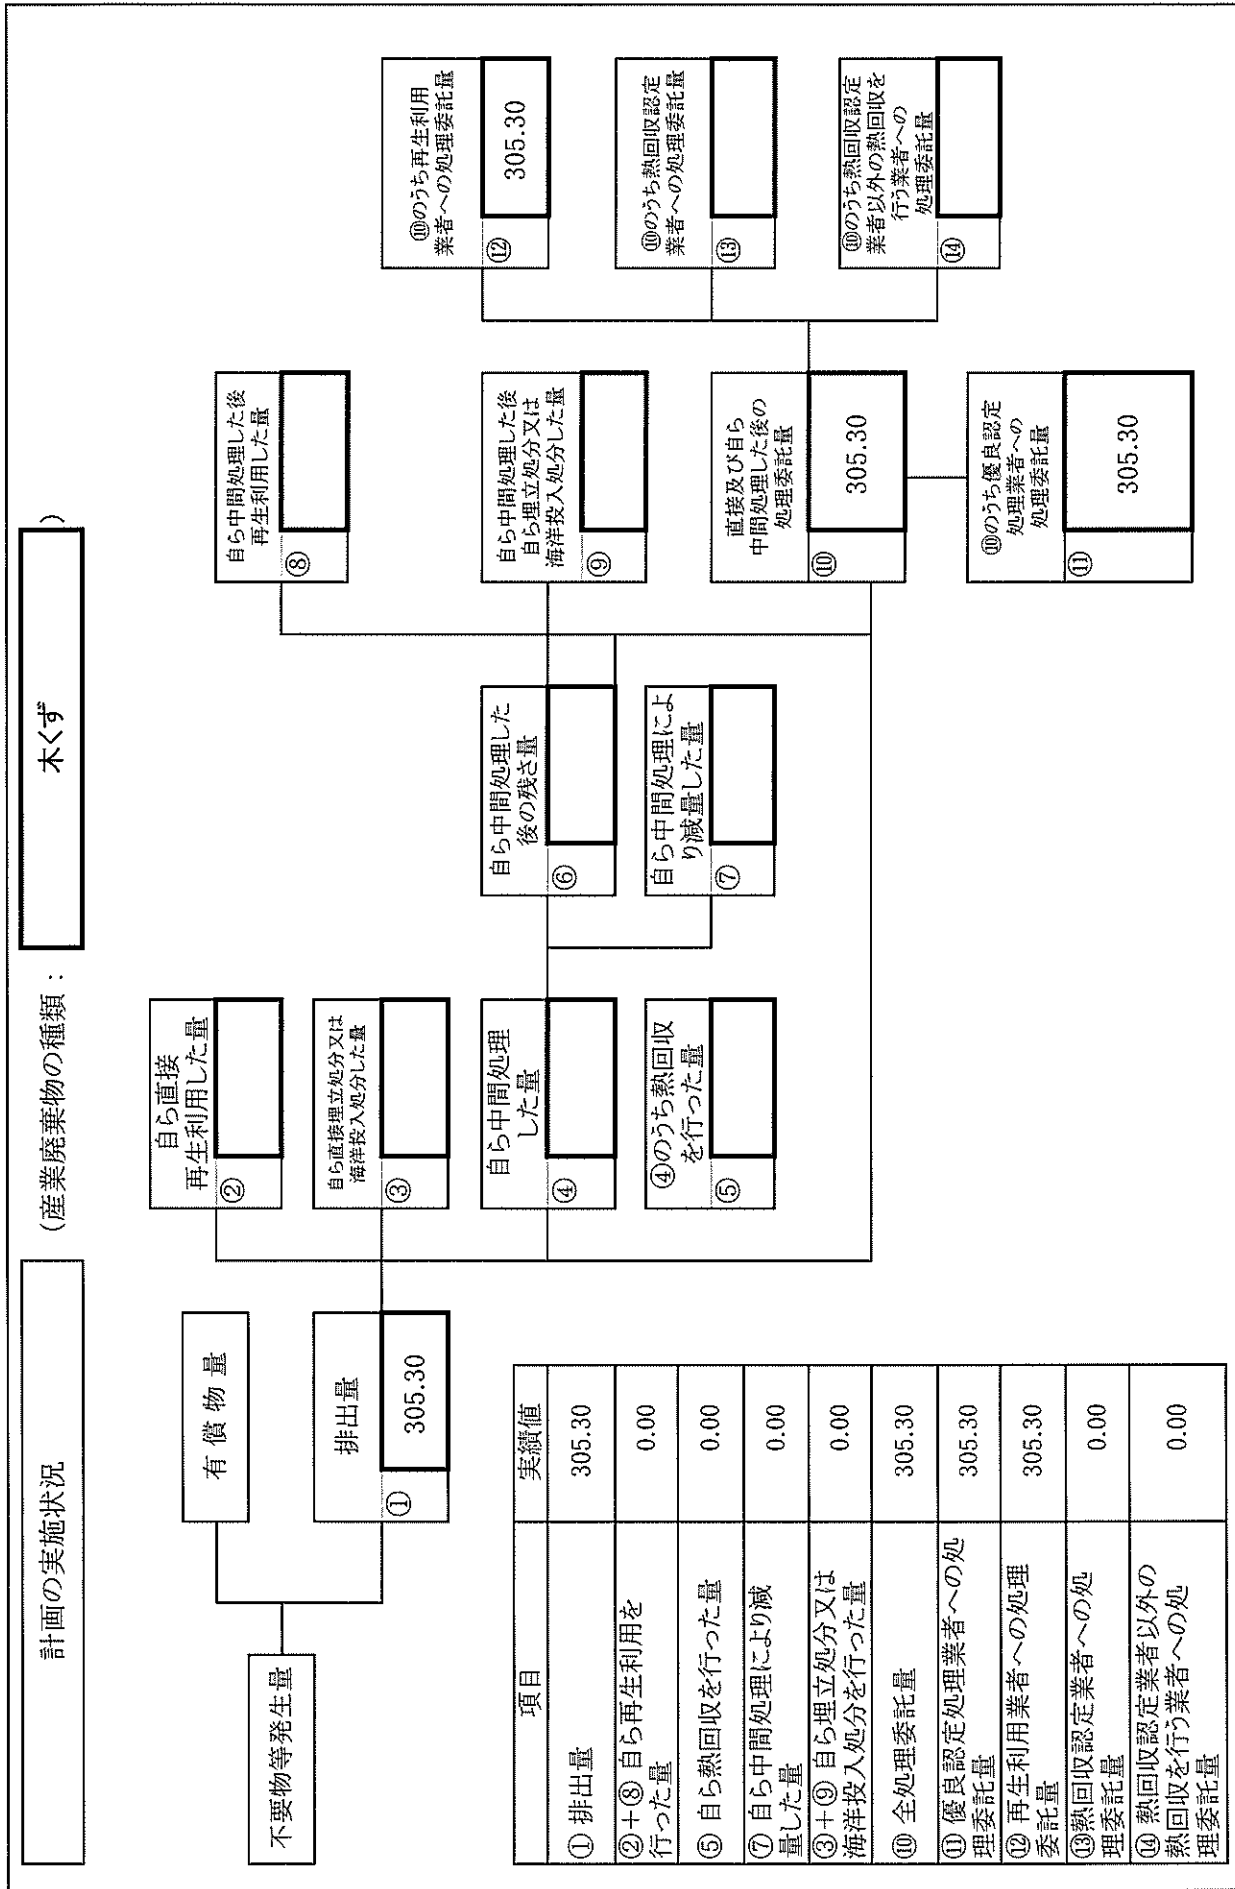 計画の実施状況
(産業廃棄物の種類：
木くず
)
不要物等発生量
有償物量
排出量
①
305.30
自ら直接
再生利用した量
②
自ら直接埋立処分又は
海洋投入処分した量
③
自ら中間処理
した量
④
④のうち熱回収
を行った量
⑤
自ら中間処理した
後の残さ量
⑥
自ら中間処理によ
り減量した量
⑦
自ら中間処理した後
再生利用した量
⑧
自ら中間処理した後
自ら埋立処分又は
海洋投入処分した量
⑨
直接及び自ら
中間処理した後の
処理委託量
⑩
305.30
⑩のうち優良認定
処理業者への
処理委託量
⑪
305.30
⑩のうち再生利用
業者への処理委託量
⑫
305.30
⑩のうち熱回収認定
業者への処理委託量
⑬
⑩のうち熱回収認定
業者以外の熱回収を
行う業者への
処理委託量
⑭
項目 実績値
①排出量 305.30
②＋⑧ 自ら再生利用を
行った量 0.00
⑤ 自ら熱回収を行った量 0.00
⑦ 自ら中間処理により減
量した量 0.00
③＋⑨ 自ら埋立処分又は
海洋投入処分を行った量 0.00
⑩ 全処理委託量 305.30
⑪ 優良認定処理業者への処
理委託量 305.30
⑫ 再生利用業者への処理
委託量 305.30
⑬熱回収認定業者への処
理委託量 0.00
⑭ 熱回収認定業者以外の
熱回収を行う業者への処
理委託量 0.00